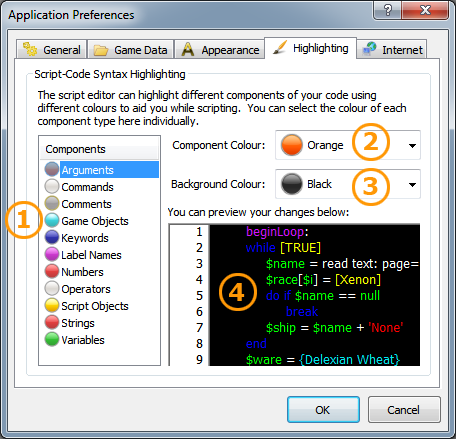 Application Preferences
?
General
Game Data
A Appearance
Highlighting
Internet
Script-Code Syntax Highlighting
The script editor can highlight different components of your code using
different colours to aid you while scripting. You can select the colour of each
component type here individually.
Components
Arguments
Commands
Comments
Game Objects
Keywords
Label Names
Numbers
Operators
Script Objects
Strings
Variables
1
Component Colour: Orange 2
Background Colour: Black 3
You can preview your changes below:
1 beginLoop:
2 while [TRUE]
3 $name = read text: page=
4 $race[$i] = [Xenon]
5 do if $name == null
6 break
7 $ship = $name + 'None'
8 end
9 $ware = {Delexian Wheat}
4
OK Cancel